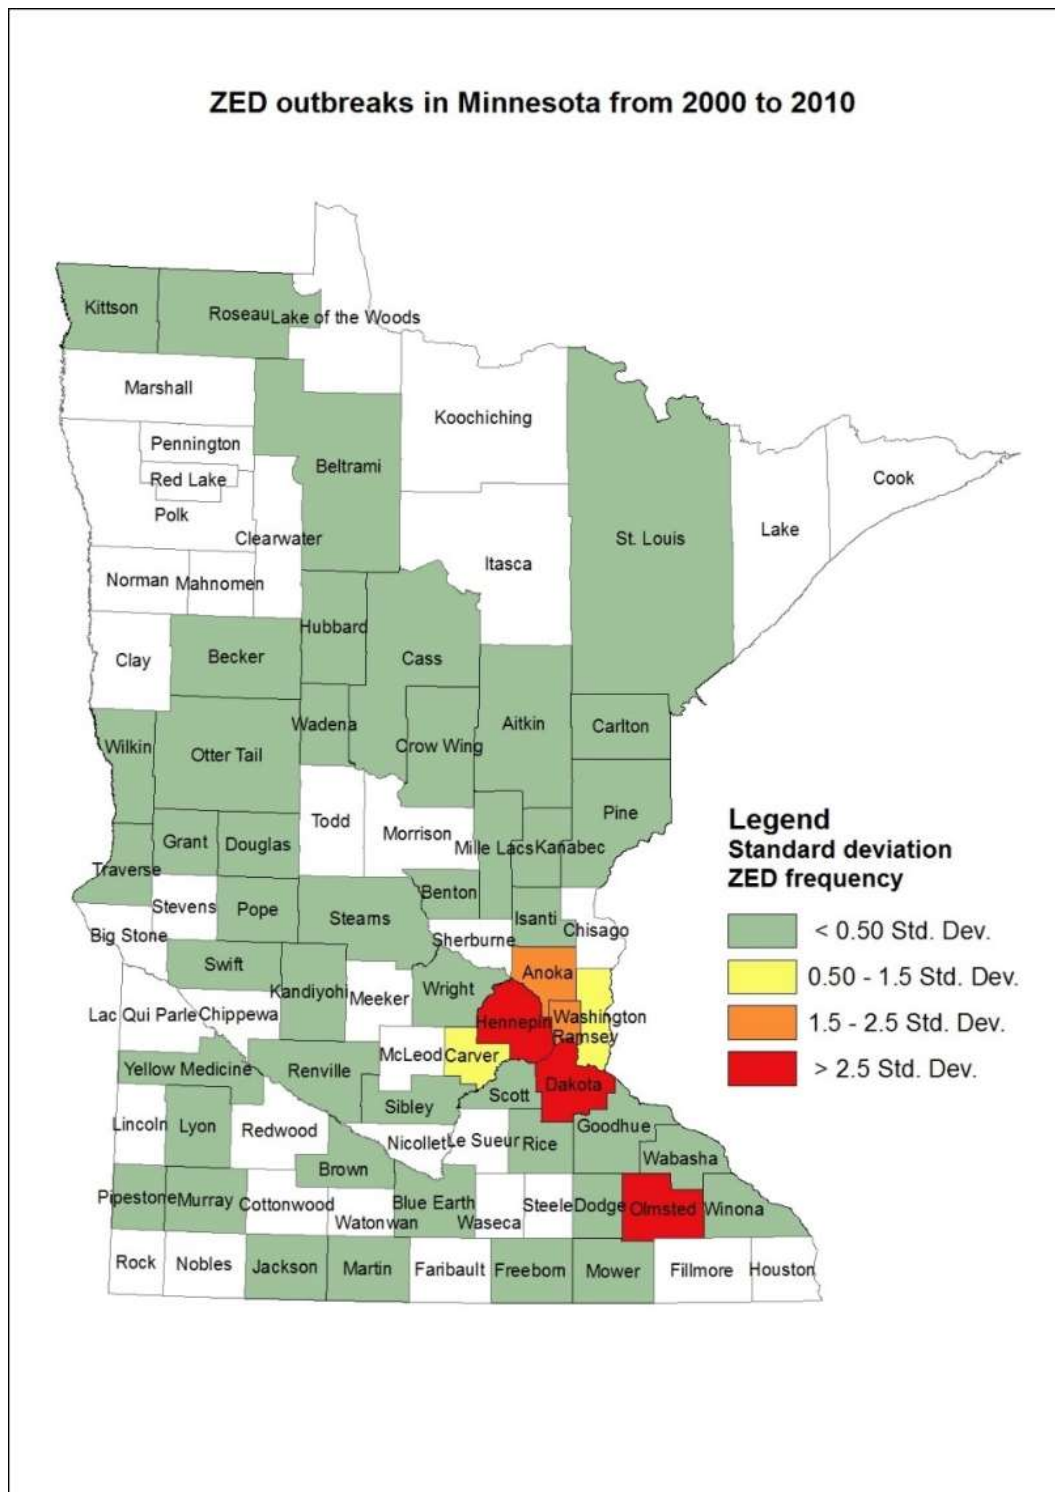 ZED outbreaks in Minnesota from 2000 to 2010
Kittson
Roseau
Lake of the Woods
Marshall
Koochiching
Pennington
Beltrami
Red Lake
Cook
Polk
Lake
Clearwater
St. Louis
Itasca
Norman
Mahnomen
Hubbard
Clay
Becker
Cass
Wadena
Aitkin
Carlton
Wilkin
Otter Tail
Crow Wing
Pine
Todd
Morrison
Grant
Douglas
Mille Lacs
Kanabec
Traverse
Benton
Stevens
Pope
Stearns
Isanti
Chisago
Big Stone
Sherburne
Swift
Anoka
Kandiyohi
Meeker
Wright
Lac Qui Parle
Chippewa
Hennepin
Washington
Ramsey
McLeod
Carver
Yellow Medicine
Renville
Dakota
Scott
Sibley
Lincoln
Lyon
Redwood
Goodhue
Nicollet
Le Sueur
Rice
Wabasha
Brown
Pipestone
Murray
Cottonwood
Blue Earth
Steele
Dodge
Olmsted
Winona
Watonwan
Waseca
Rock
Nobles
Jackson
Martin
Faribault
Freeborn
Mower
Fillmore
Houston
Legend
Standard deviation
ZED frequency
< 0.50 Std. Dev.
0.50 - 1.5 Std. Dev.
1.5 - 2.5 Std. Dev.
> 2.5 Std. Dev.